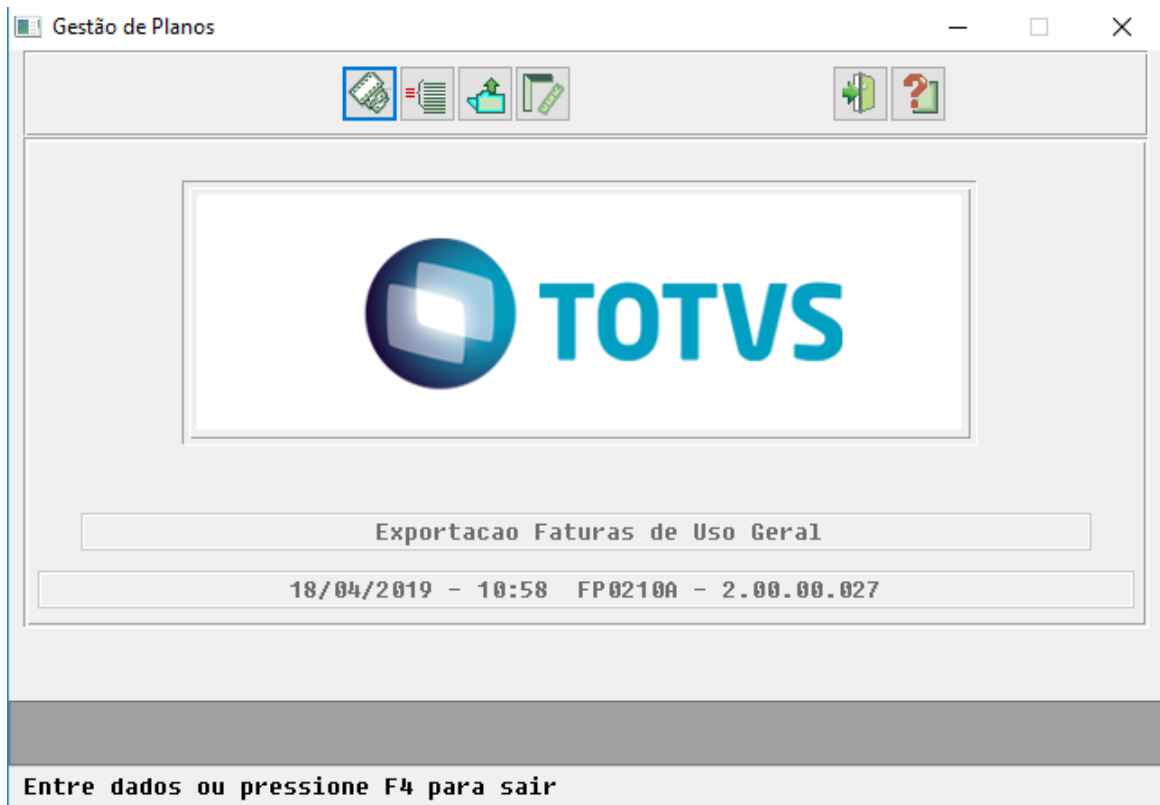 Gestão de Planos
TOTVS
Exportacao Faturas de Uso Geral
18/04/2019 - 10:58 FP0210A - 2.00.00.027
Entre dados ou pressione F4 para sair